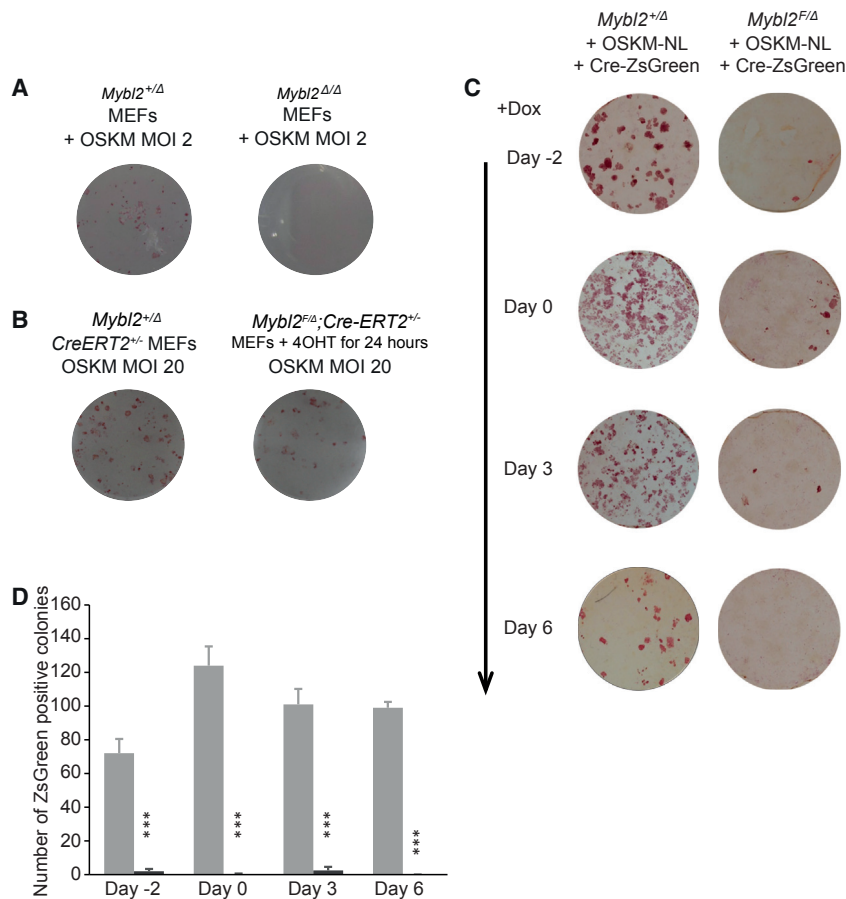 A
Mybl2+/Δ
MEFs
+ OSKM MOI 2
Mybl2Δ/Δ
MEFs
+ OSKM MOI 2
B
Mybl2+/Δ
CreERT2+/- MEFs
OSKM MOI 20
Mybl2F/Δ;Cre-ERT2+/-
MEFs + 4OHT for 24 hours
OSKM MOI 20
C
Mybl2+/Δ
+ OSKM-NL
+ Cre-ZsGreen
Mybl2F/Δ
+ OSKM-NL
+ Cre-ZsGreen
+Dox
Day -2
Day 0
Day 3
Day 6
D
Number of ZsGreen positive colonies
160
140
120
100
80
60
40
20
0
***
***
***
***
Day -2
Day 0
Day 3
Day 6